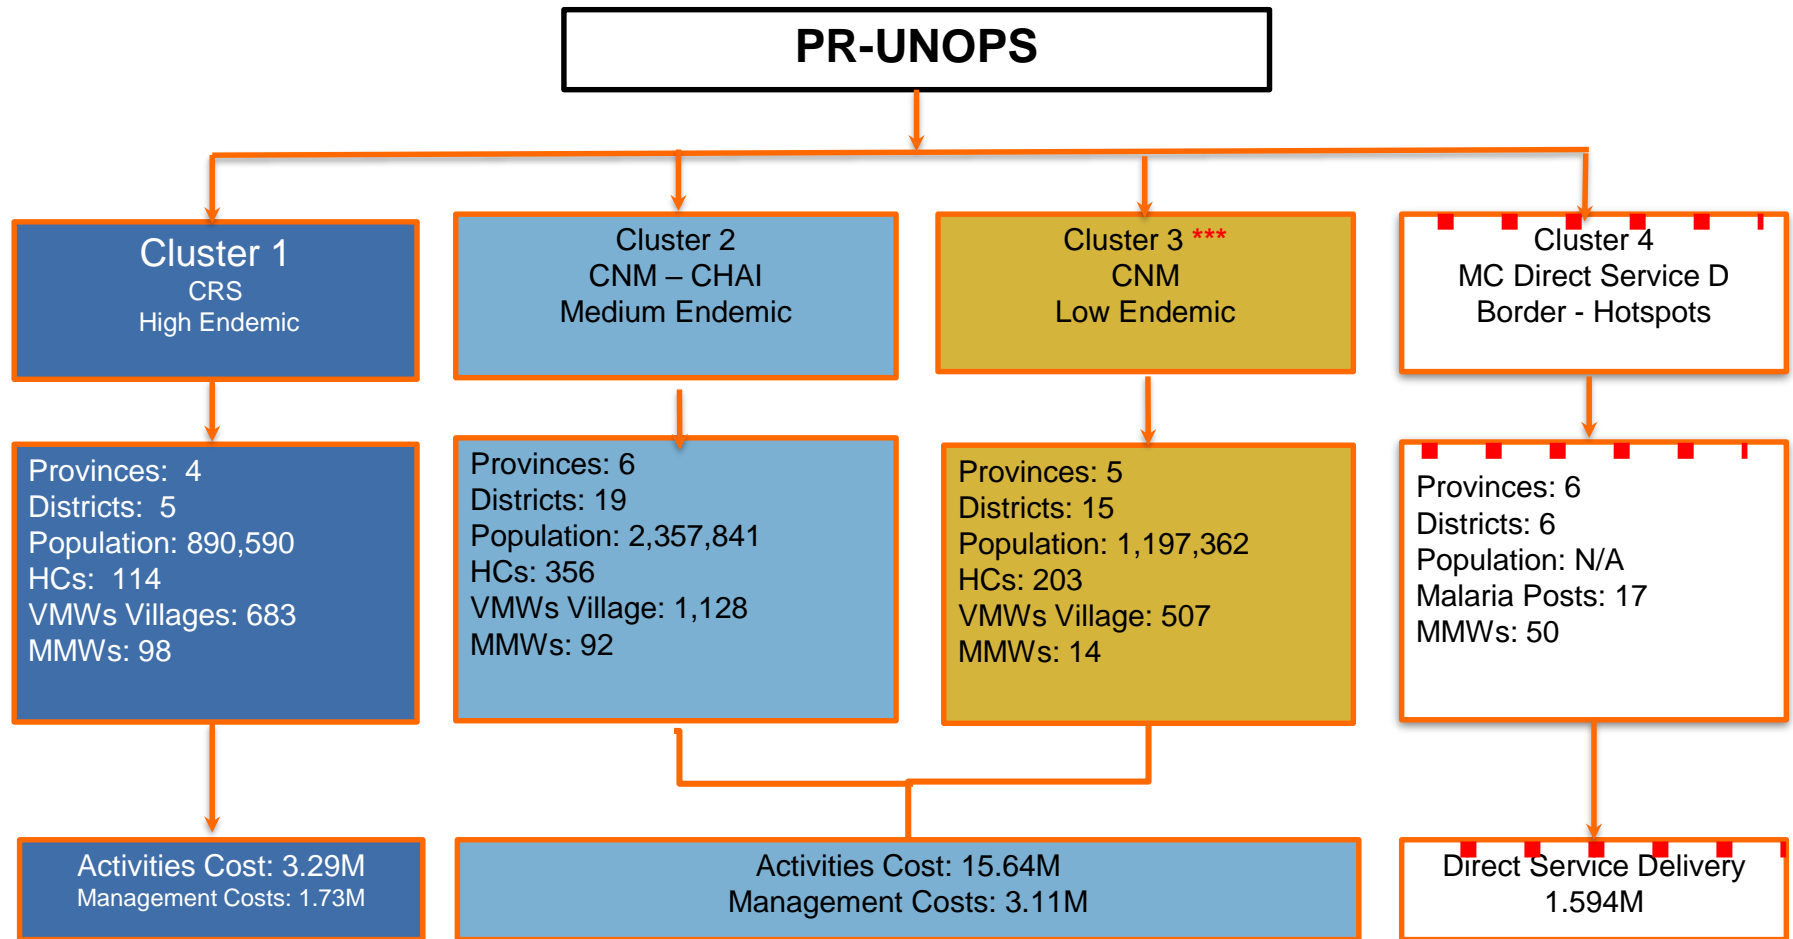 PR-UNOPS
Cluster 1
CRS
High Endemic
Cluster 2
CNM – CHAI
Medium Endemic
Cluster 3 ***
CNM
Low Endemic
Cluster 4
MC Direct Service D
Border - Hotspots
Provinces: 4
Districts: 5
Population: 890,590
HCs: 114
VMWs Villages: 683
MMWs: 98
Provinces: 6
Districts: 19
Population: 2,357,841
HCs: 356
VMWs Village: 1,128
MMWs: 92
Provinces: 5
Districts: 15
Population: 1,197,362
HCs: 203
VMWs Village: 507
MMWs: 14
Provinces: 6
Districts: 6
Population: N/A
Malaria Posts: 17
MMWs: 50
Activities Cost: 3.29M
Management Costs: 1.73M
Activities Cost: 15.64M
Management Costs: 3.11M
Direct Service Delivery
1.594M